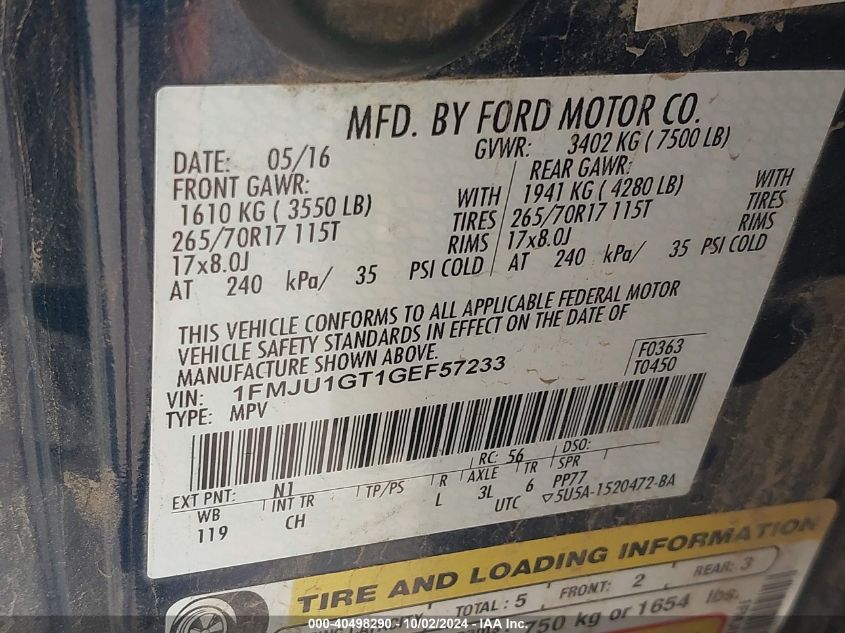 MFD. BY FORD MOTOR CO.
DATE: 05/16
GVWR: 3402 KG ( 7500 LB)
FRONT GAWR:
1610 KG ( 3550 LB) WITH
265/70R17 115T TIRES
17x8.0J RIMS
AT 240 kPa/ 35 PSI COLD
REAR GAWR:
1941 KG ( 4280 LB) WITH
265/70R17 115T TIRES
17x8.0J RIMS
AT 240 kPa/ 35 PSI COLD
THIS VEHICLE CONFORMS TO ALL APPLICABLE FEDERAL MOTOR
VEHICLE SAFETY STANDARDS IN EFFECT ON THE DATE OF
MANUFACTURE SHOWN ABOVE.
VIN: 1FMJU1GT1GEF57233
TYPE: MPV
F0363
T0450
EXT PNT: N1 RC: 56 DSO:
WB INT TR TP/PS R AXLE TR SPR
119 CH L 3L 6 PP77
UTC ▽5U5A-1520472-BA
TIRE AND LOADING INFORMATION
TOTAL: 5 FRONT: 2 REAR: 3
750 kg or 1654 lbs.
000-40498290 - 10/02/2024 - IAA Inc.